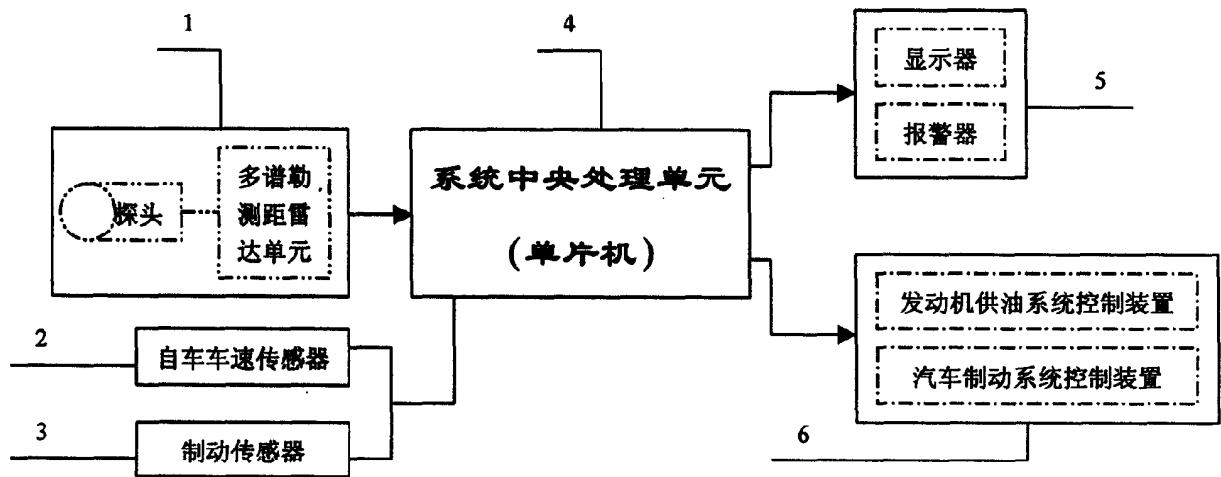 1
4
显示器
报警器
5
探头
多谱勒
测距雷
达单元
系统中央处理单元
(单片机)
发动机供油系统控制装置
汽车制动系统控制装置
2
自车车速传感器
3
制动传感器
6